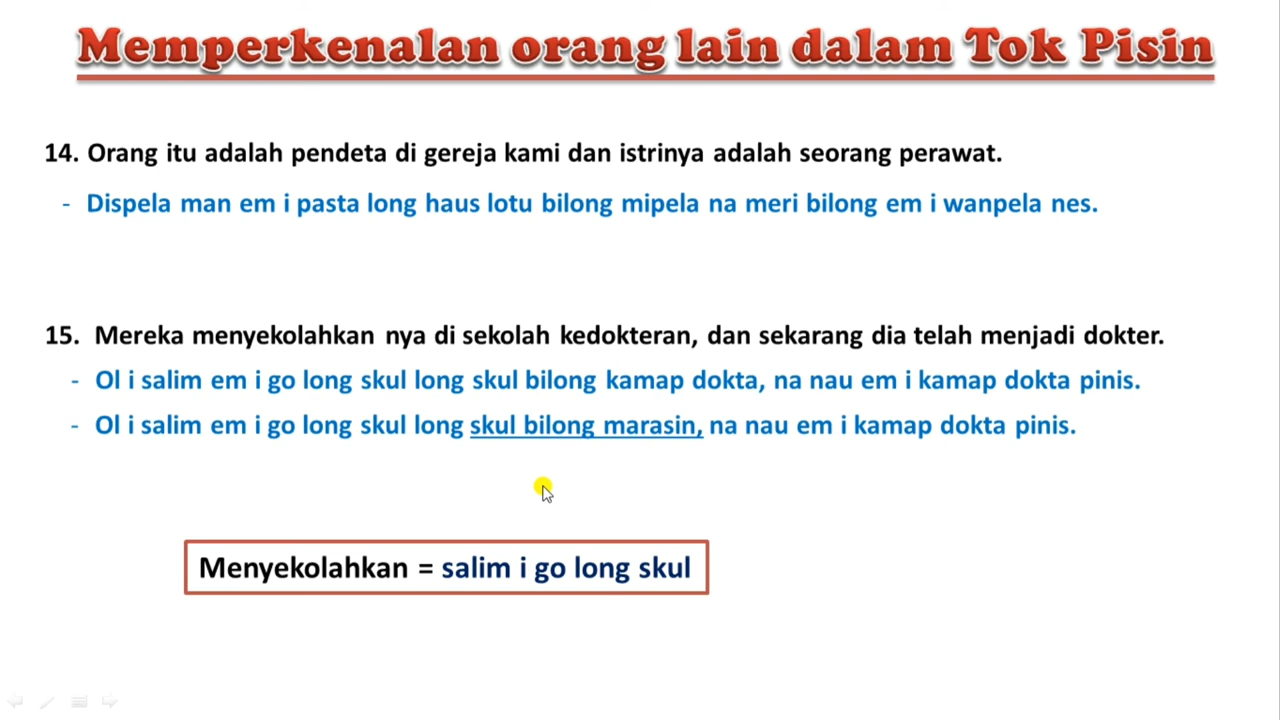 Memperkenalan orang lain dalam Tok Pisin
14. Orang itu adalah pendeta di gereja kami dan istrinya adalah seorang perawat.
- Dispela man em i pasta long haus lotu bilong mipela na meri bilong em i wanpela nes.
15. Mereka menyekolahkan nya di sekolah kedokteran, dan sekarang dia telah menjadi dokter.
- Ol i salim em i go long skul long skul bilong kamap dokta, na nau em i kamap dokta pinis.
- Ol i salim em i go long skul long skul bilong marasin, na nau em i kamap dokta pinis.
Menyekolahkan = salim i go long skul